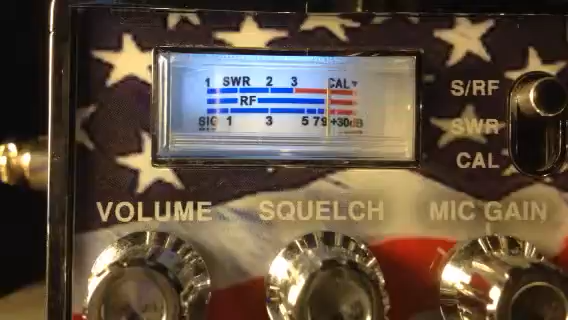 1 SWR 2 3 CAL
RF
SIG 1 3 5 7 9 +30dB
S/RF
SWR
CAL
VOLUME SQUELCH MIC GAIN